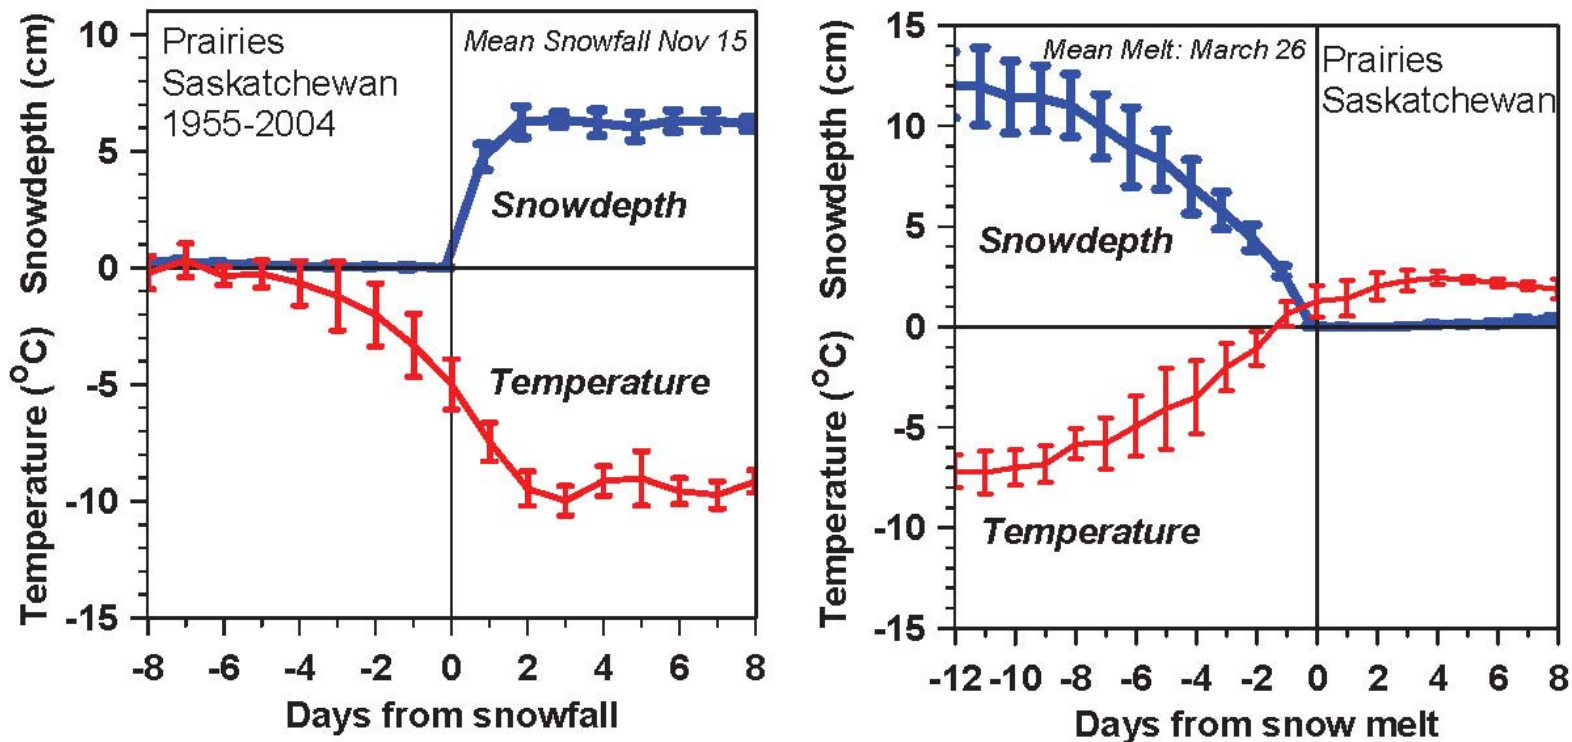 Prairies
Saskatchewan
1955-2004
Mean Snowfall Nov 15
Snowdepth
Temperature
Temperature (°C) Snowdepth (cm)
10
5
0
-5
-10
-15
-8 -6 -4 -2 0 2 4 6 8
Days from snowfall
Mean Melt: March 26
Prairies
Saskatchewan
Snowdepth
Temperature
Temperature (°C) Snowdepth (cm)
15
10
5
0
-5
-10
-15
-12 -10 -8 -6 -4 -2 0 2 4 6 8
Days from snow melt